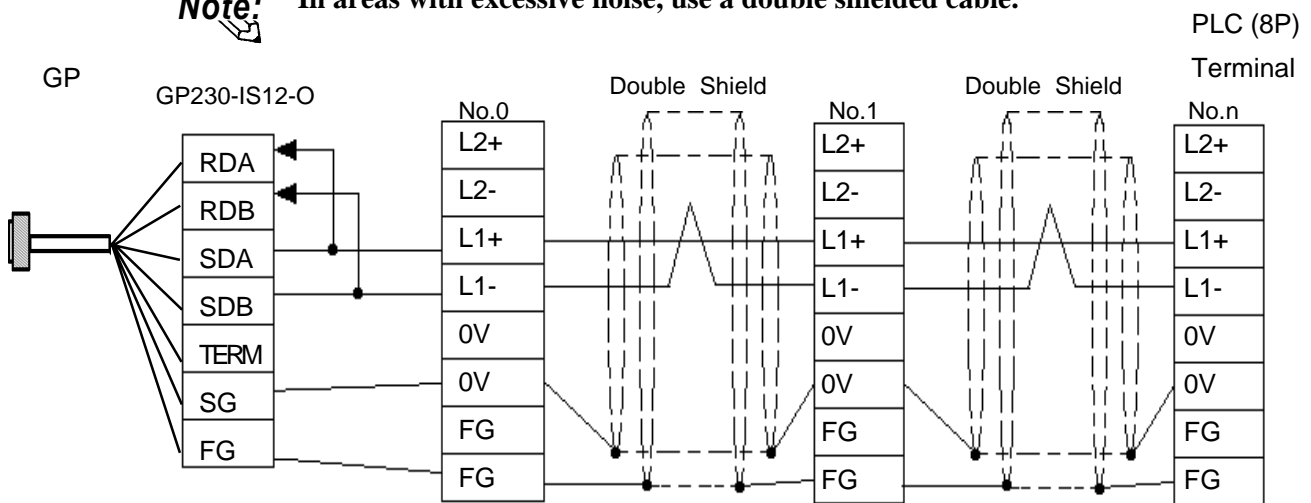 Note! In areas with excessive noise, use a double shielded cable.
PLC (8P)
Terminal
GP
GP230-IS12-O
RDA
RDB
SDA
SDB
TERM
SG
FG
No.0
L2+
L2-
L1+
L1-
0V
0V
FG
FG
Double Shield
No.1
L2+
L2-
L1+
L1-
0V
0V
FG
FG
Double Shield
No.n
L2+
L2-
L1+
L1-
0V
0V
FG
FG